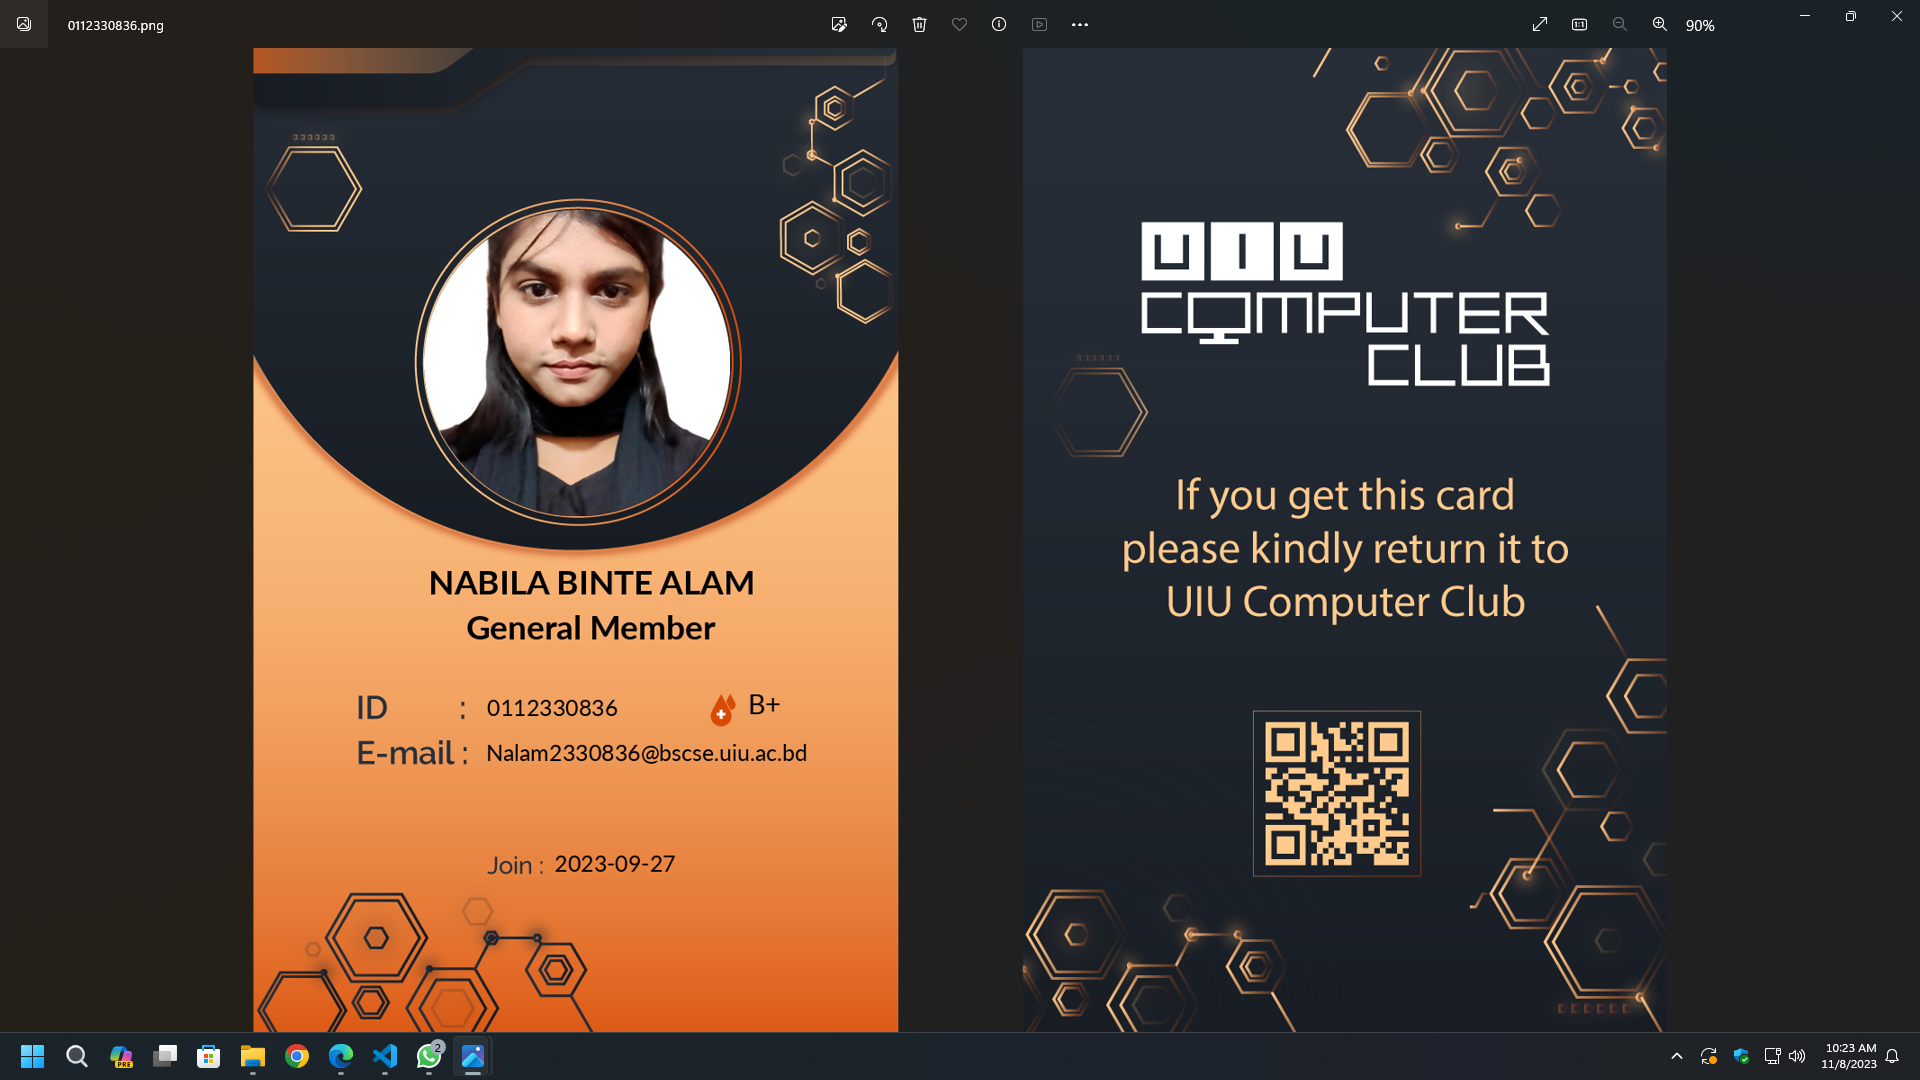 0112330836.png
90%
NABILA BINTE ALAM
General Member
ID : 0112330836 B+
E-mail : Nalam2330836@bscse.uiu.ac.bd
Join : 2023-09-27
UIU
COMPUTER
CLUB
If you get this card
please kindly return it to
UIU Computer Club
PRE
2
10:23 AM
11/8/2023